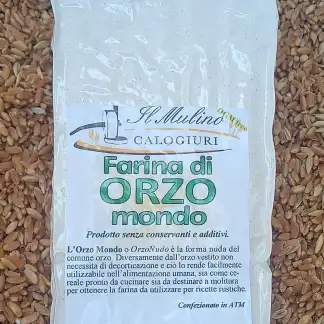 Il Mulino
OGM free
CALOGIURI
Farina di
ORZO
mondo
Prodotto senza conservanti e additivi.
L'Orzo Mondo o OrzoNudo è la forma nuda del
comune orzo. Diversamente dall'orzo vestito non
necessita di decorticazione e ciò lo rende facilmente
utilizzabile nell'alimentazione umana, sia come ce-
reale pronto da cucinare sia da destinare a moltura
per ottenere la farina da utilizzare per ricette rustiche.
Confezionato in ATM